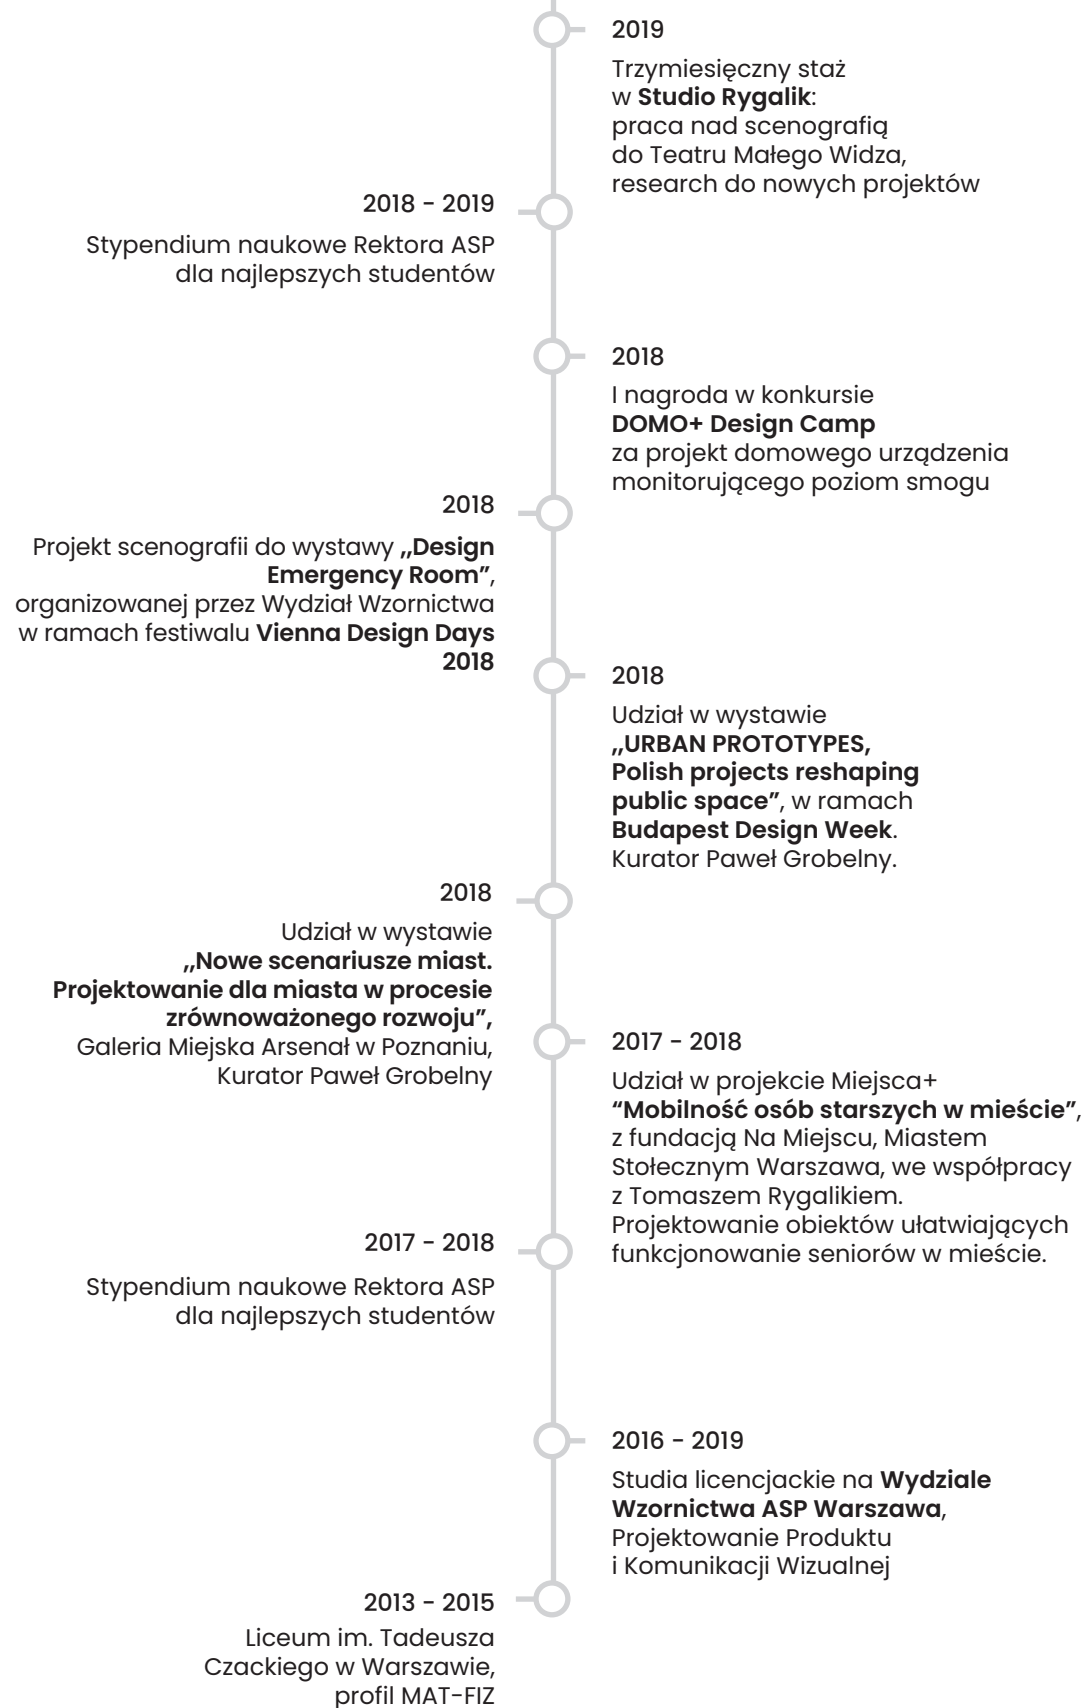 2019
Trzymiesięczny staż
w Studio Rygalik:
praca nad scenografią
do Teatru Małego Widza,
research do nowych projektów
2018 - 2019
Stypendium naukowe Rektora ASP
dla najlepszych studentów
2018
I nagroda w konkursie
DOMO+ Design Camp
za projekt domowego urządzenia
monitorującego poziom smogu
2018
Projekt scenografii do wystawy ,,Design
Emergency Room”,
organizowanej przez Wydział Wzornictwa
w ramach festiwalu Vienna Design Days
2018
2018
Udział w wystawie
,,URBAN PROTOTYPES,
Polish projects reshaping
public space”, w ramach
Budapest Design Week.
Kurator Paweł Grobelny.
2018
Udział w wystawie
,,Nowe scenariusze miast.
Projektowanie dla miasta w procesie
zrównoważonego rozwoju”,
Galeria Miejska Arsenał w Poznaniu,
Kurator Paweł Grobelny
2017 - 2018
Udział w projekcie Miejsca+
“Mobilność osób starszych w mieście”,
z fundacją Na Miejscu, Miastem
Stołecznym Warszawa, we współpracy
z Tomaszem Rygalikiem.
Projektowanie obiektów ułatwiających
funkcjonowanie seniorów w mieście.
2017 - 2018
Stypendium naukowe Rektora ASP
dla najlepszych studentów
2016 - 2019
Studia licencjackie na Wydziale
Wzornictwa ASP Warszawa,
Projektowanie Produktu
i Komunikacji Wizualnej
2013 - 2015
Liceum im. Tadeusza
Czackiego w Warszawie,
profil MAT-FIZ